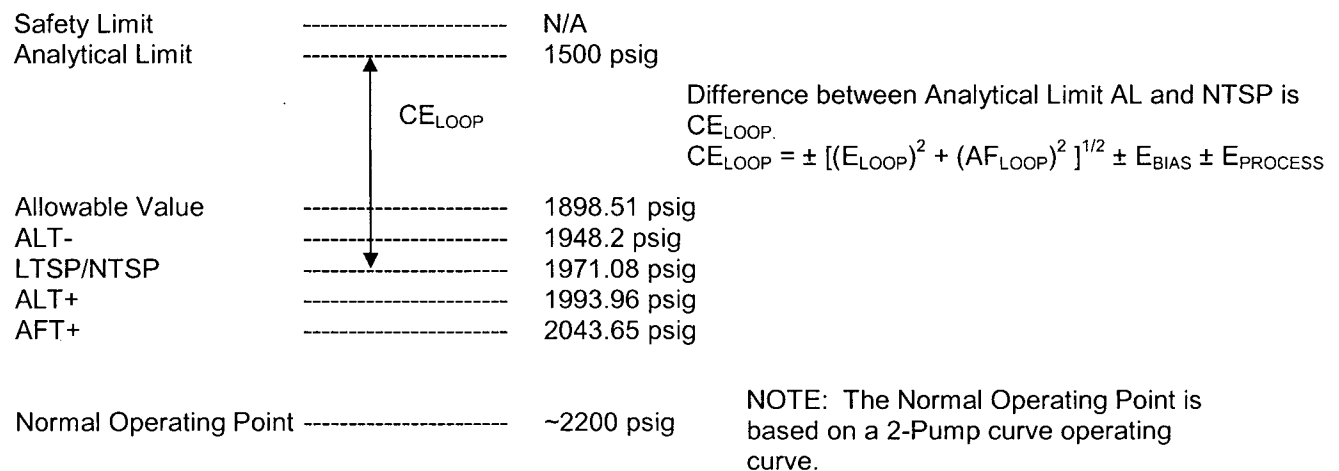 Safety Limit ------------------------ N/A
Analytical Limit ------------------------ 1500 psig
CE_LOOP
Difference between Analytical Limit AL and NTSP is
CE_LOOP.
CE_LOOP = ± [(E_LOOP)² + (AF_LOOP)² ]^1/2 ± E_BIAS ± E_PROCESS
Allowable Value ------------------------ 1898.51 psig
ALT- ------------------------ 1948.2 psig
LTSP/NTSP ------------------------ 1971.08 psig
ALT+ ------------------------ 1993.96 psig
AFT+ ------------------------ 2043.65 psig
Normal Operating Point ------------------------ ~2200 psig
NOTE: The Normal Operating Point is
based on a 2-Pump curve operating
curve.